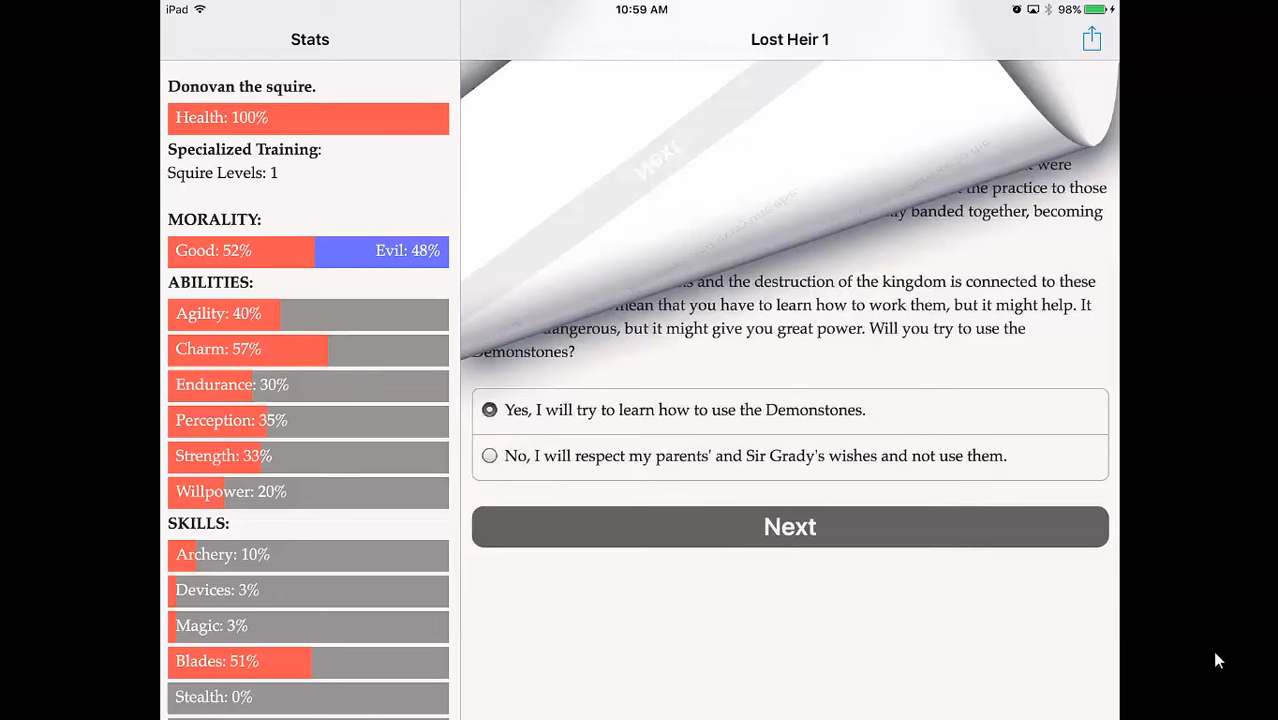 iPad 10:59 AM 98%
Stats Lost Heir 1
Donovan the squire.
Health: 100%
Specialized Training:
Squire Levels: 1
MORALITY:
Good: 52% Evil: 48%
ABILITIES:
Agility: 40%
Charm: 57%
Endurance: 30%
Perception: 35%
Strength: 33%
Willpower: 20%
SKILLS:
Archery: 10%
Devices: 3%
Magic: 3%
Blades: 51%
Stealth: 0%
Next
were
the practice to those
banded together, becoming
and the destruction of the kingdom is connected to these
mean that you have to learn how to work them, but it might help. It
dangerous, but it might give you great power. Will you try to use the
Demonstones?
Yes, I will try to learn how to use the Demonstones.
No, I will respect my parents' and Sir Grady's wishes and not use them.
Next